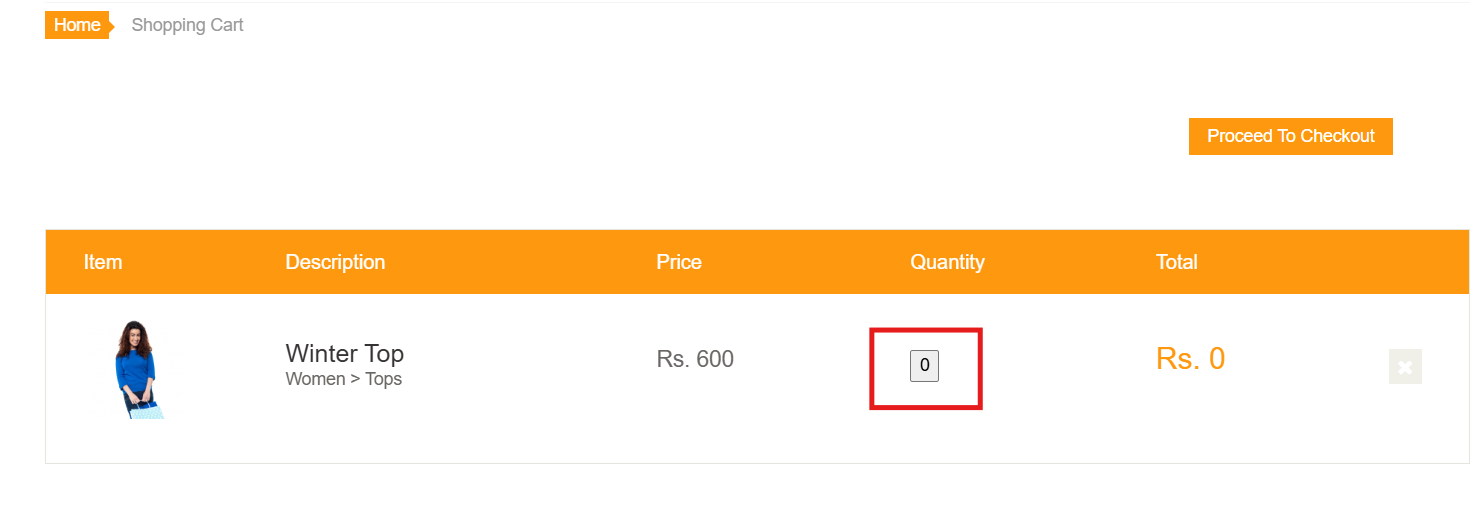 Home Shopping Cart
Proceed To Checkout
Item Description Price Quantity Total
Winter Top Rs. 600 0 Rs. 0
Women > Tops